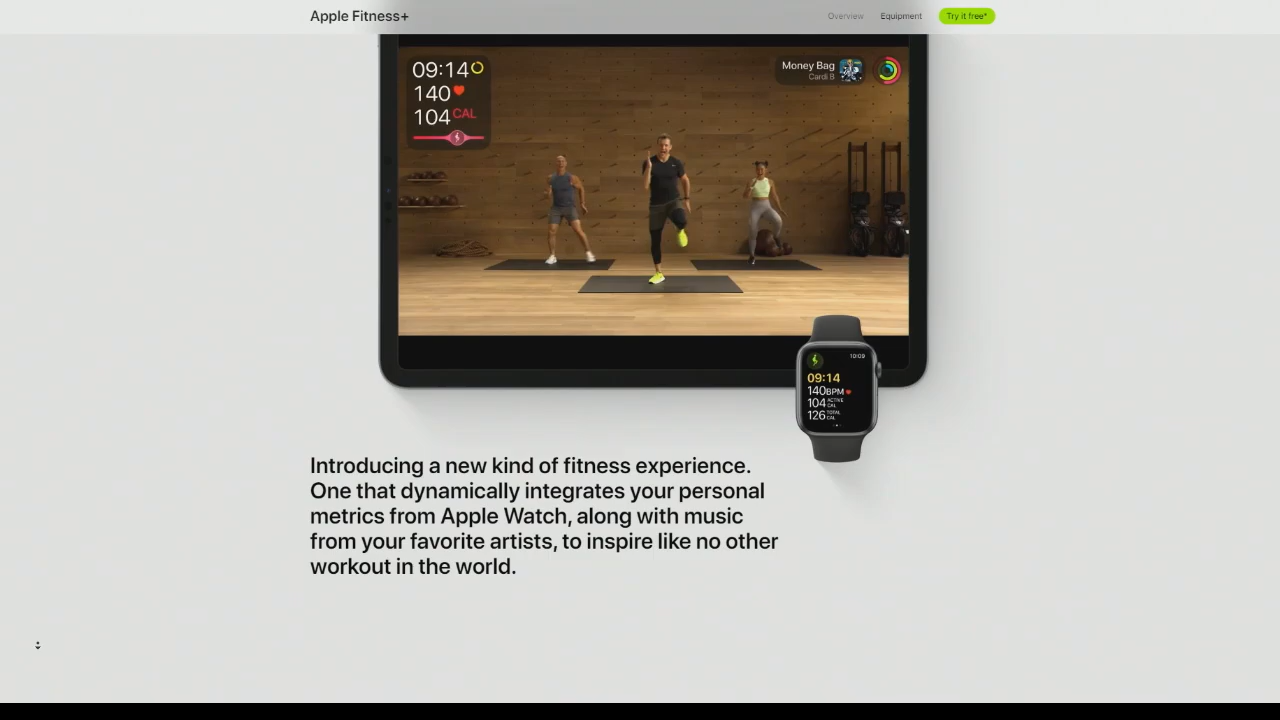 Apple Fitness+
Overview
Equipment
Try it free*
09:14
140
104 CAL
Money Bag
Cardi B
10:09
09:14
140BPM
104 ACTIVE CAL
126 TOTAL CAL
Introducing a new kind of fitness experience.
One that dynamically integrates your personal
metrics from Apple Watch, along with music
from your favorite artists, to inspire like no other
workout in the world.